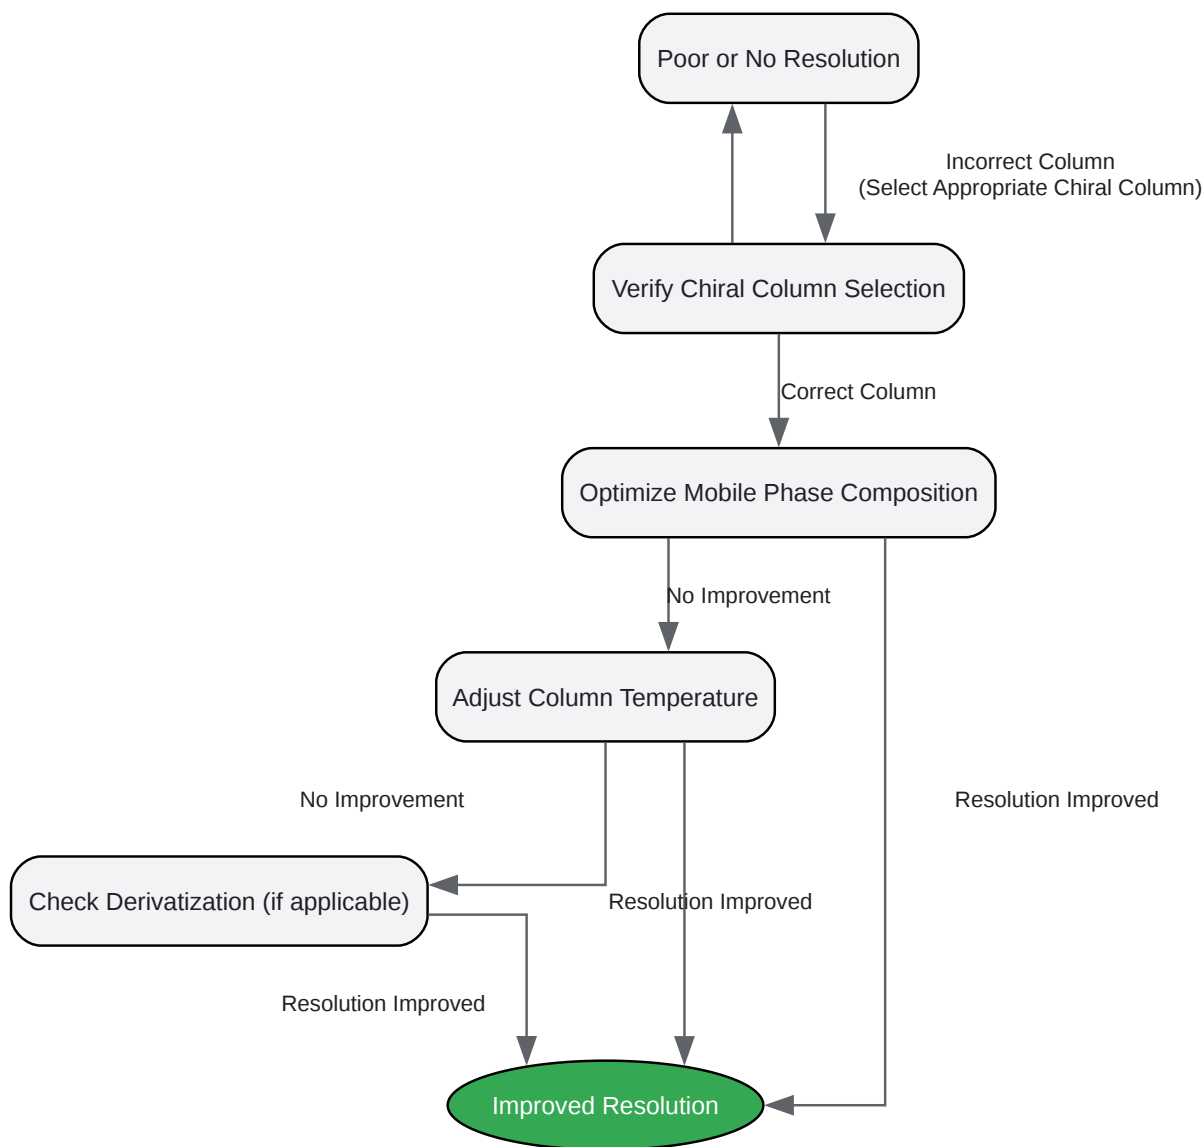 Poor or No Resolution
Incorrect Column
(Select Appropriate Chiral Column)
Verify Chiral Column Selection
Correct Column
Optimize Mobile Phase Composition
No Improvement
Adjust Column Temperature
No Improvement
Resolution Improved
Check Derivatization (if applicable)
Resolution Improved
Resolution Improved
Improved Resolution